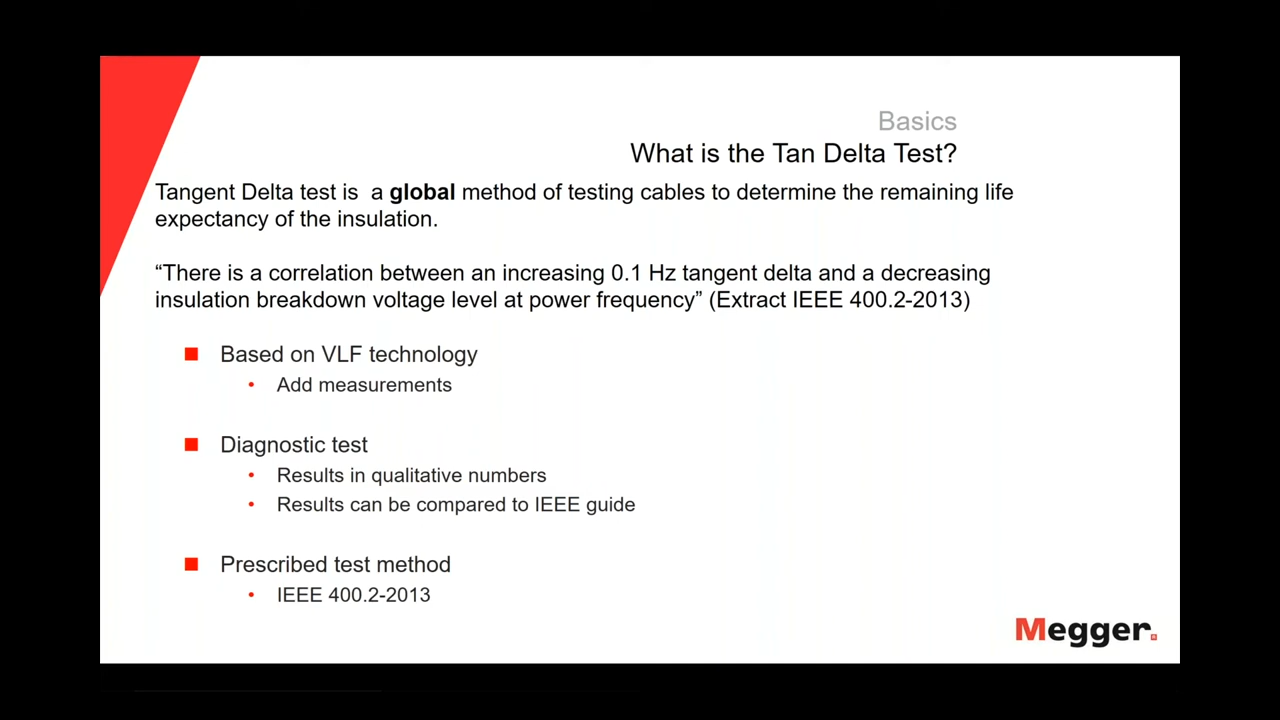 Basics
What is the Tan Delta Test?
Tangent Delta test is a global method of testing cables to determine the remaining life
expectancy of the insulation.
“There is a correlation between an increasing 0.1 Hz tangent delta and a decreasing
insulation breakdown voltage level at power frequency” (Extract IEEE 400.2-2013)
Based on VLF technology
Add measurements
Diagnostic test
Results in qualitative numbers
Results can be compared to IEEE guide
Prescribed test method
IEEE 400.2-2013
Megger.